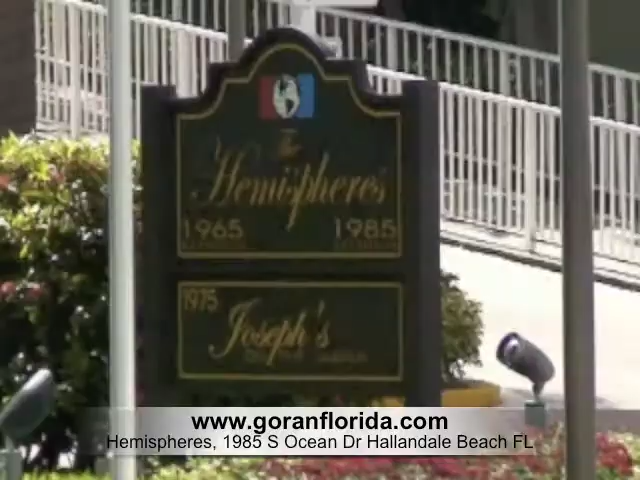 The
Hemispheres
1965 1985
1975
Joseph's
www.goranflorida.com
Hemispheres, 1985 S Ocean Dr Hallandale Beach FL